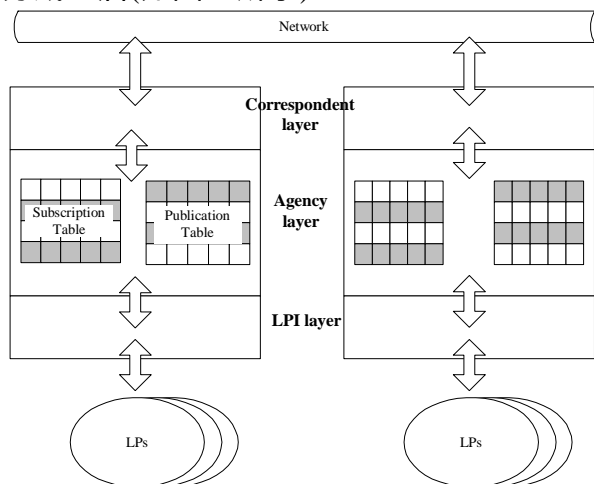 Network
Correspondent
layer
Subscription
Table
Publication
Table
Agency
layer
LPI layer
LPs
LPs